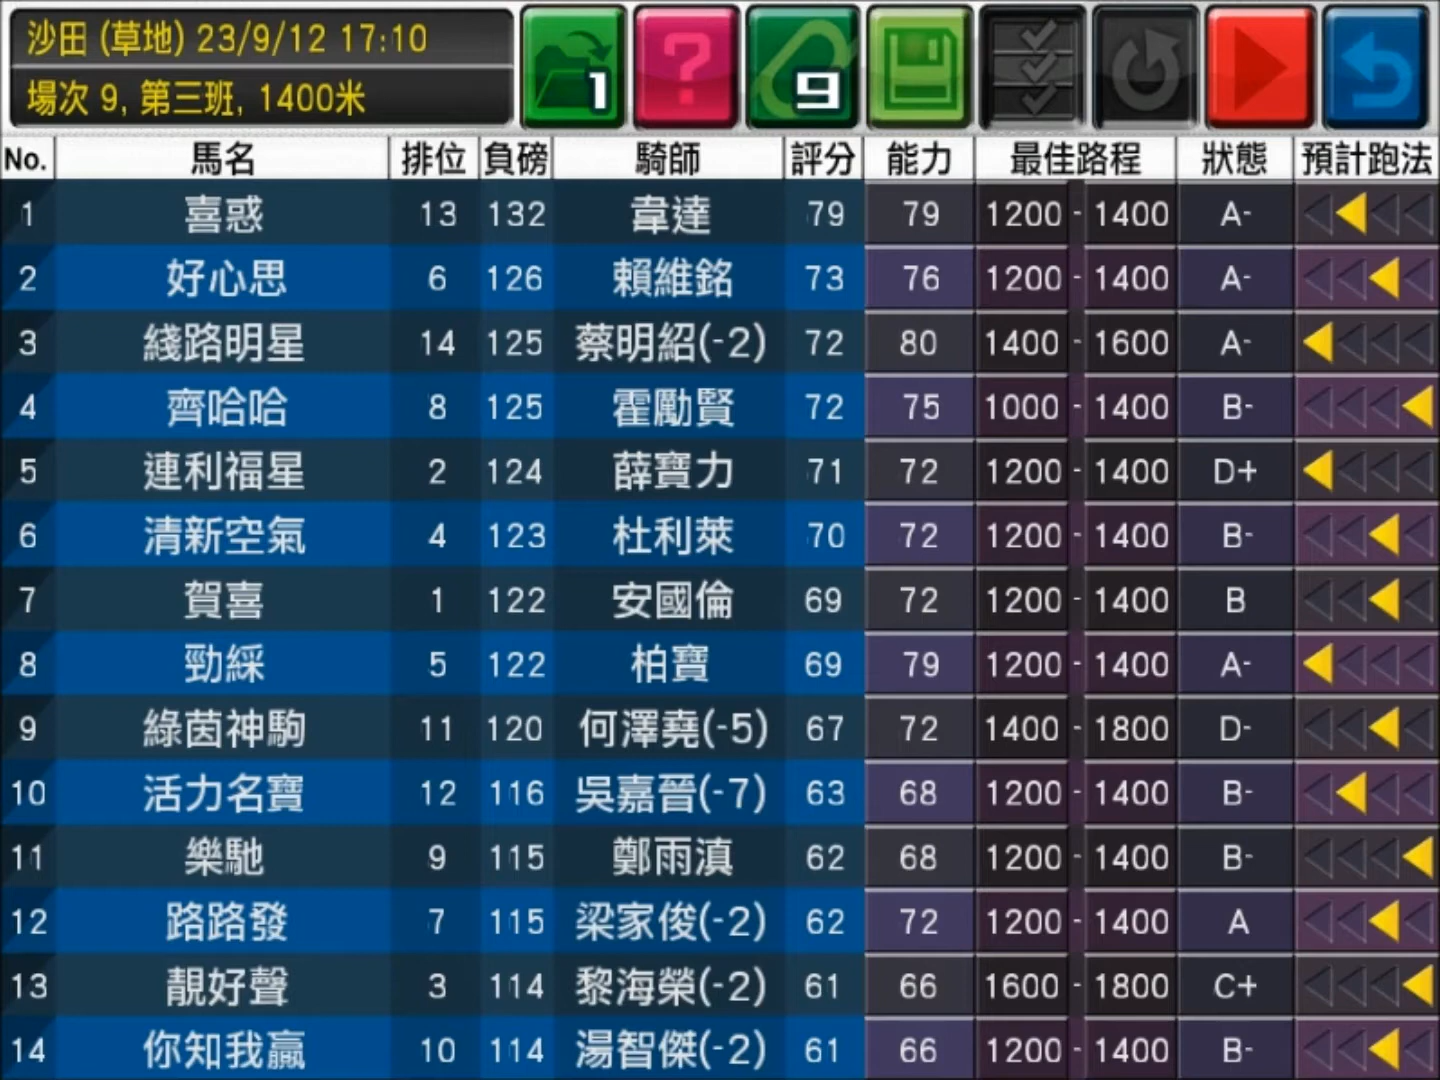 沙田 (草地) 23/9/12 17:10
場次 9, 第三班, 1400米
1
?
9
No. 馬名 排位 負磅 騎師 評分 能力 最佳路程 狀態 預計跑法
1 喜惑 13 132 韋達 79 79 1200 - 1400 A-
2 好心思 6 126 賴維銘 73 76 1200 - 1400 A-
3 綫路明星 14 125 蔡明紹(-2) 72 80 1400 - 1600 A-
4 齊哈哈 8 125 霍勵賢 72 75 1000 - 1400 B-
5 連利福星 2 124 薛寶力 71 72 1200 - 1400 D+
6 清新空氣 4 123 杜利萊 70 72 1200 - 1400 B-
7 賀喜 1 122 安國倫 69 72 1200 - 1400 B
8 勁綵 5 122 柏寶 69 79 1200 - 1400 A-
9 綠茵神駒 11 120 何澤堯(-5) 67 72 1400 - 1800 D-
10 活力名寶 12 116 吳嘉晉(-7) 63 68 1200 - 1400 B-
11 樂馳 9 115 鄭雨滇 62 68 1200 - 1400 B-
12 路路發 7 115 梁家俊(-2) 62 72 1200 - 1400 A
13 靚好聲 3 114 黎海榮(-2) 61 66 1600 - 1800 C+
14 你知我贏 10 114 湯智傑(-2) 61 66 1200 - 1400 B-